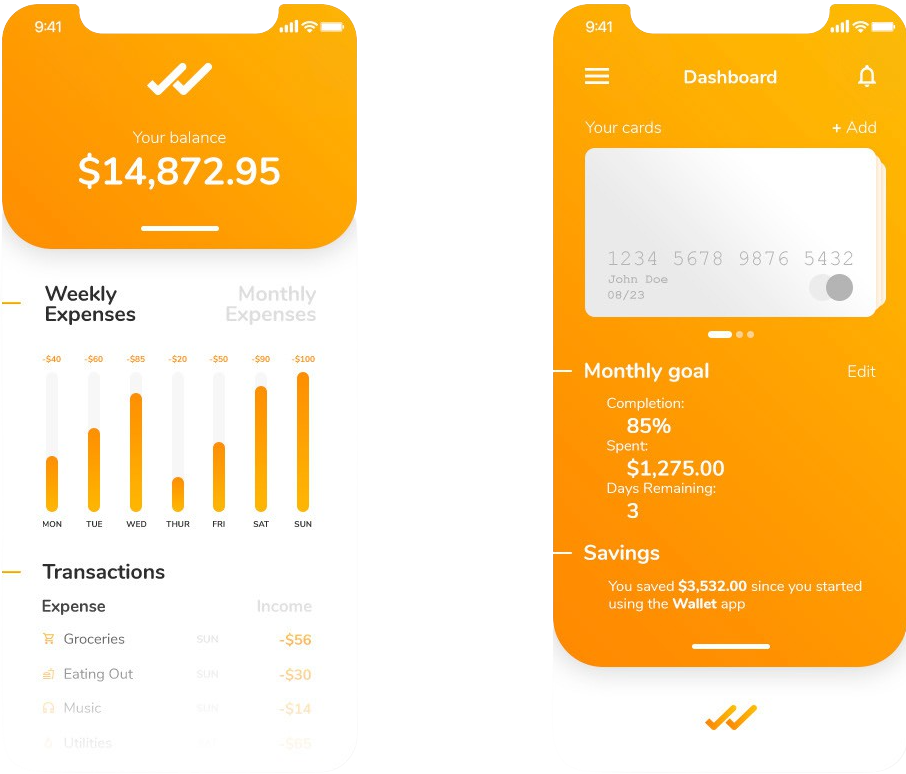 9:41
Your balance
$14,872.95
Weekly
Expenses
Monthly
Expenses
-$40 -$60 -$85 -$20 -$50 -$90 -$100
MON TUE WED THUR FRI SAT SUN
Transactions
Expense Income
Groceries SUN -$56
Eating Out SUN -$30
Music SUN -$14
Utilities -$65
9:41
Dashboard
Your cards + Add
1234 5678 9876 5432
John Doe
08/23
Monthly goal Edit
Completion:
85%
Spent:
$1,275.00
Days Remaining:
3
Savings
You saved $3,532.00 since you started
using the Wallet app